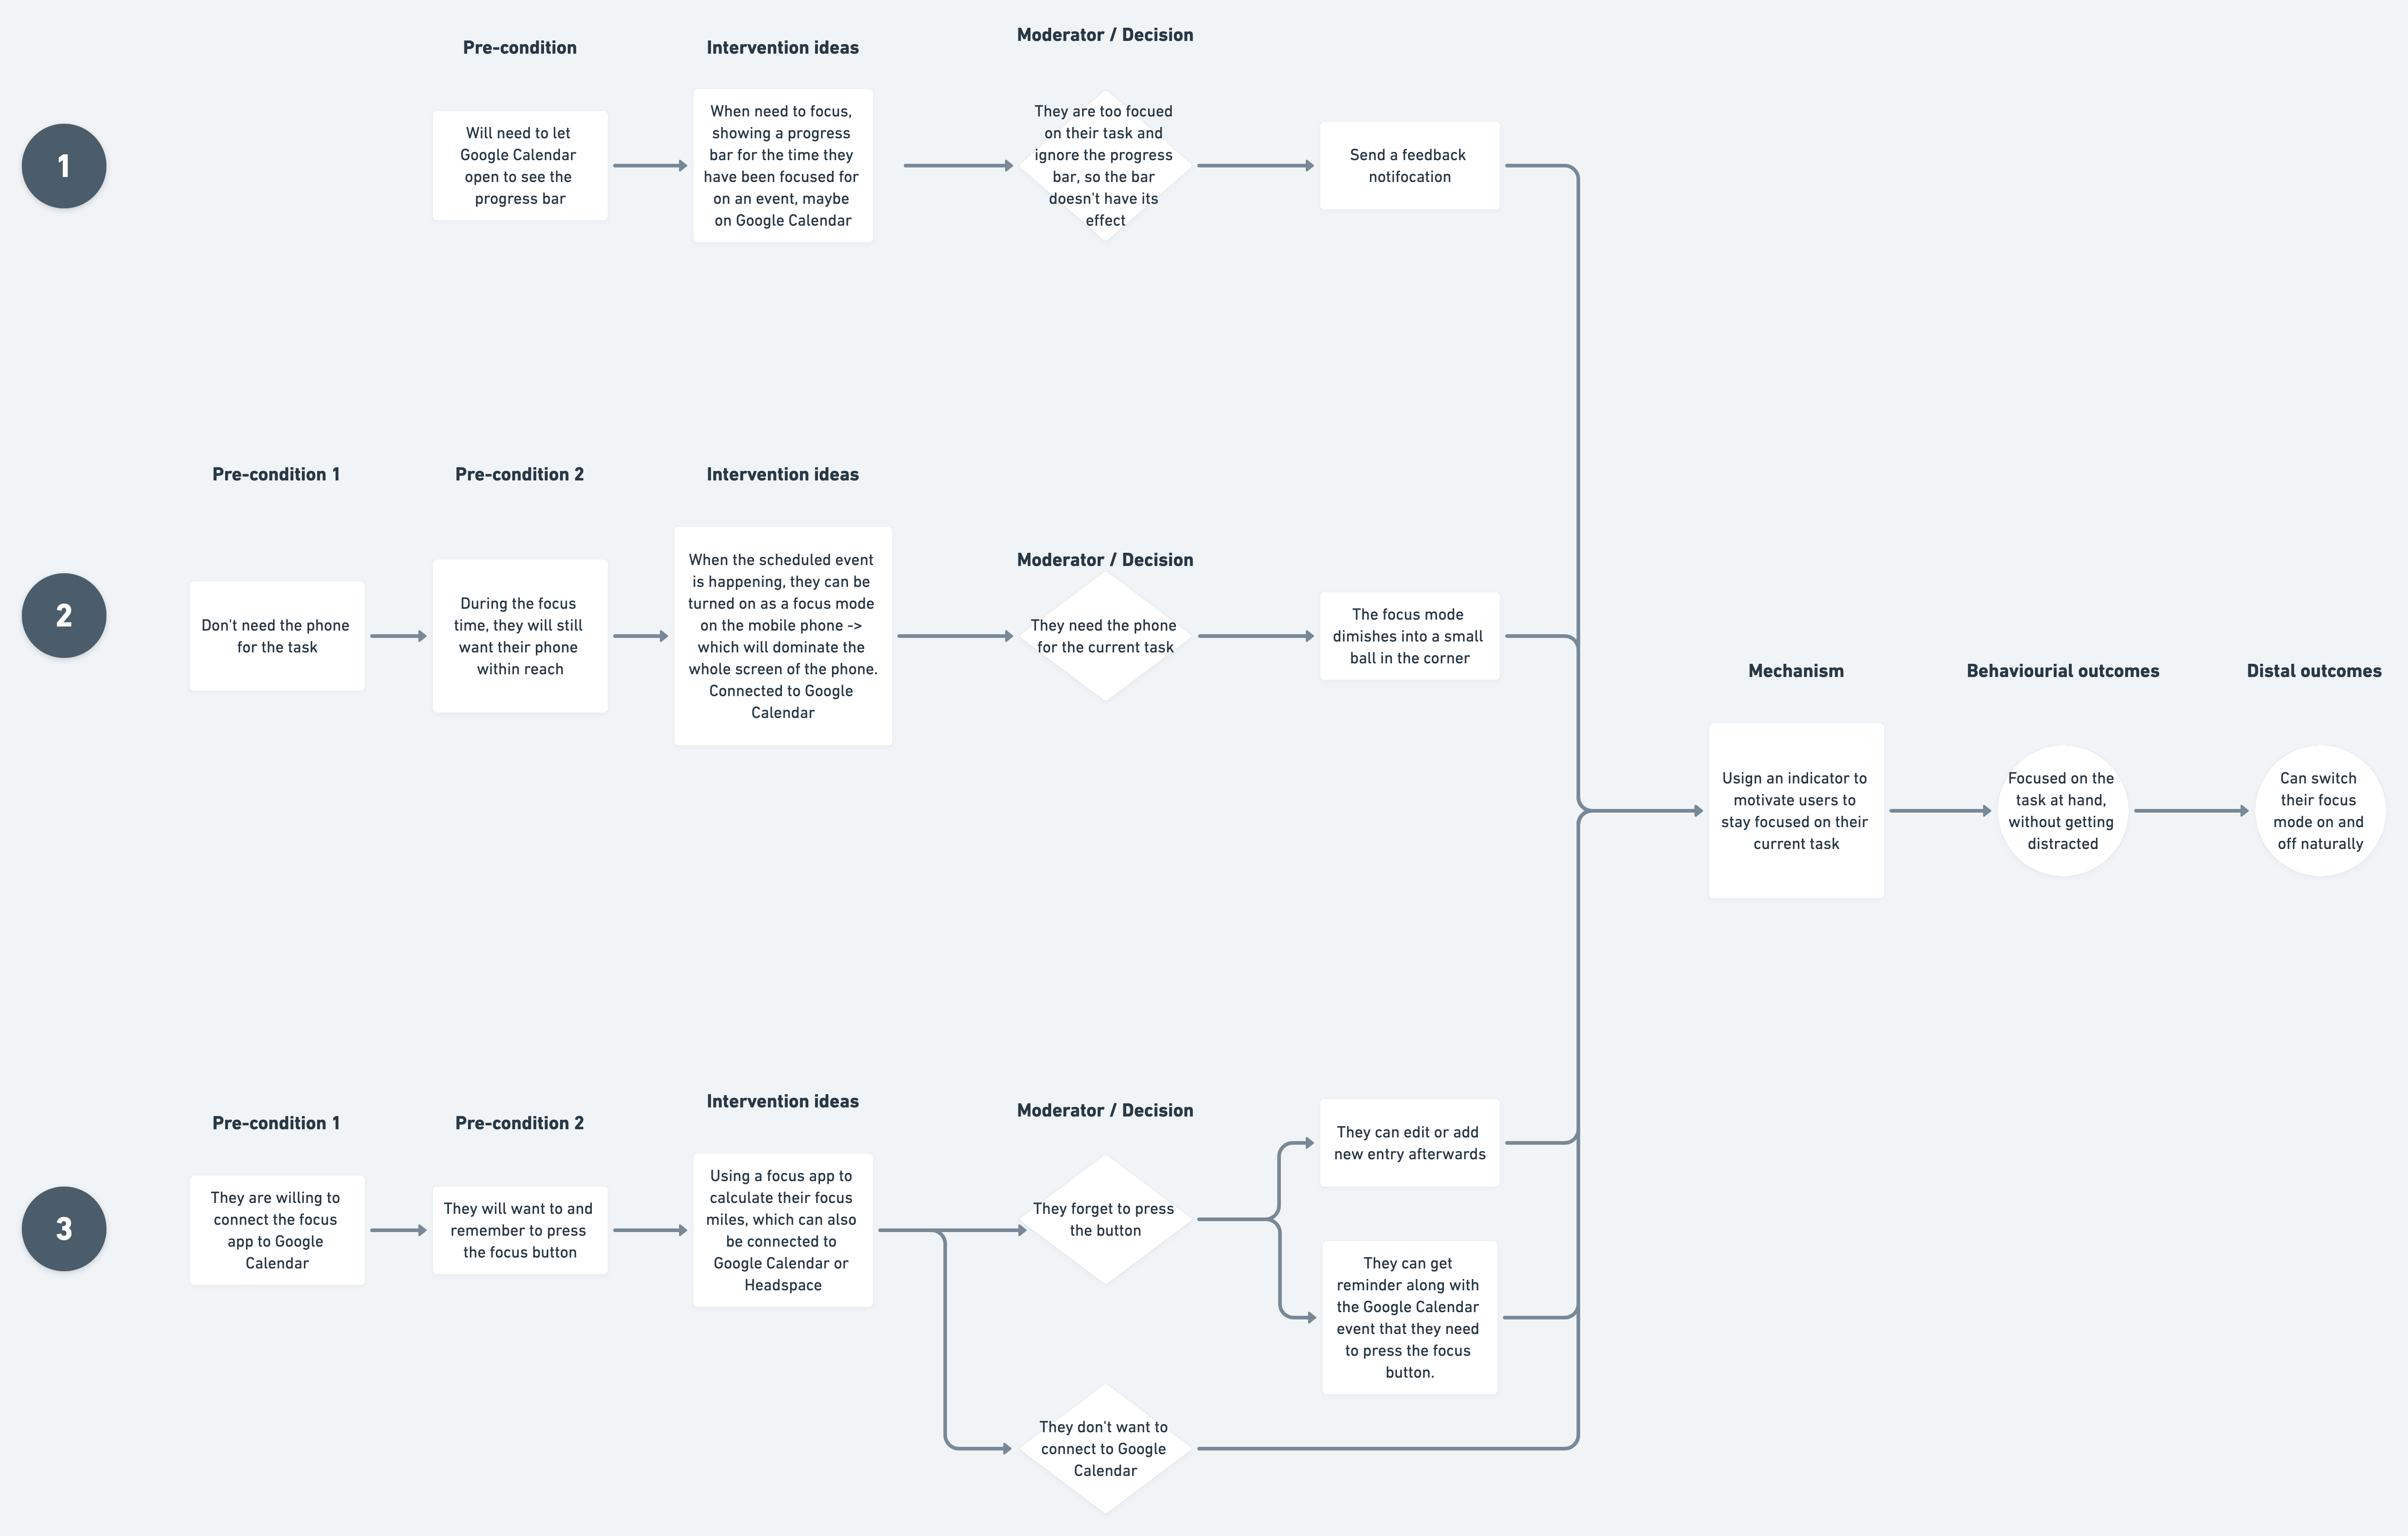 Pre-condition
Intervention ideas
Moderator / Decision
1
Will need to let
Google Calendar
open to see the
progress bar
When need to focus,
showing a progress
bar for the time they
have been focused for
on an event, maybe
on Google Calendar
They are too focued
on their task and
ignore the progress
bar, so the bar
doesn't have its
effect
Send a feedback
notifocation
Pre-condition 1
Pre-condition 2
Intervention ideas
Moderator / Decision
2
Don't need the phone
for the task
During the focus
time, they will still
want their phone
within reach
When the scheduled event
is happening, they can be
turned on as a focus mode
on the mobile phone ->
which will dominate the
whole screen of the phone.
Connected to Google
Calendar
They need the phone
for the current task
The focus mode
dimishes into a small
ball in the corner
Mechanism
Behaviourial outcomes
Distal outcomes
Usign an indicator to
motivate users to
stay focused on their
current task
Focused on the
task at hand,
without getting
distracted
Can switch
their focus
mode on and
off naturally
Pre-condition 1
Pre-condition 2
Intervention ideas
Moderator / Decision
3
They are willing to
connect the focus
app to Google
Calendar
They will want to and
remember to press
the focus button
Using a focus app to
calculate their focus
miles, which can also
be connected to
Google Calendar or
Headspace
They forget to press
the button
They can edit or add
new entry afterwards
They can get
reminder along with
the Google Calendar
event that they need
to press the focus
button.
They don't want to
connect to Google
Calendar